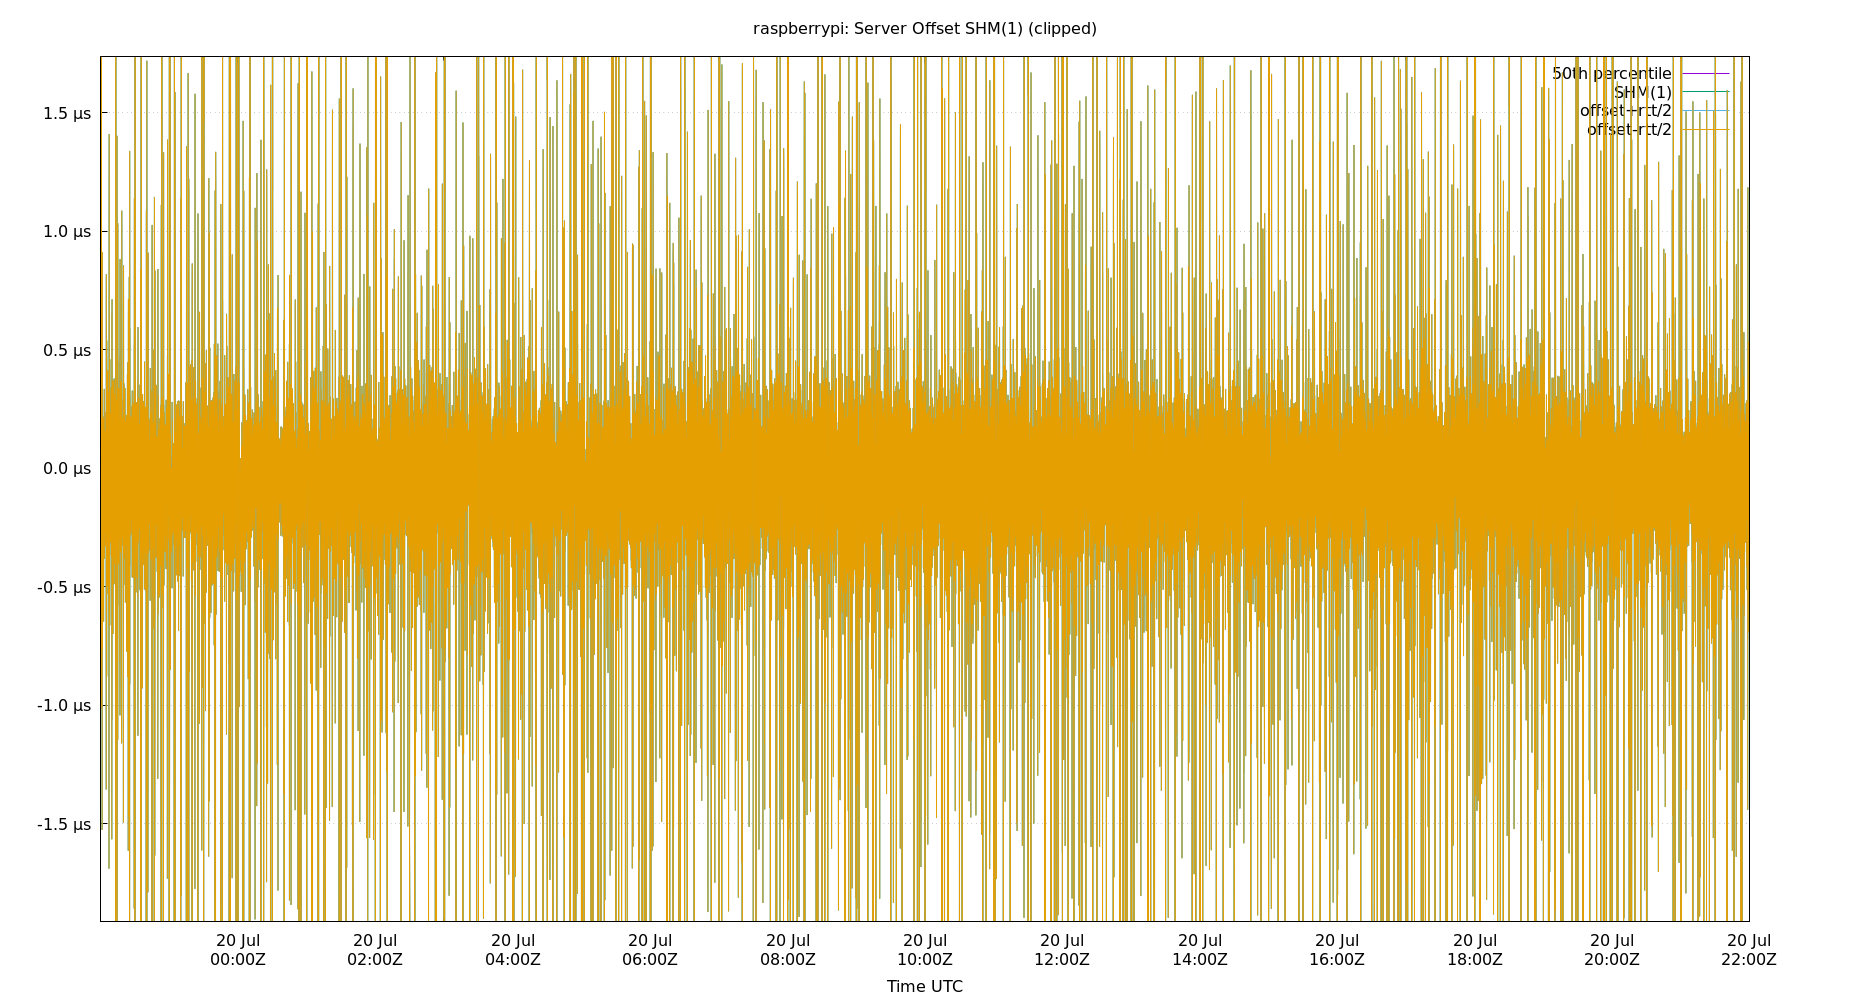 raspberrypi: Server Offset SHM(1) (clipped)
50th percentile
SHM(1)
offset+rtt/2
offset-rtt/2
1.5 µs
1.0 µs
0.5 µs
0.0 µs
-0.5 µs
-1.0 µs
-1.5 µs
20 Jul 20 Jul 20 Jul 20 Jul 20 Jul 20 Jul 20 Jul 20 Jul 20 Jul 20 Jul 20 Jul 20 Jul
00:00Z 02:00Z 04:00Z 06:00Z 08:00Z 10:00Z 12:00Z 14:00Z 16:00Z 18:00Z 20:00Z 22:00Z
Time UTC